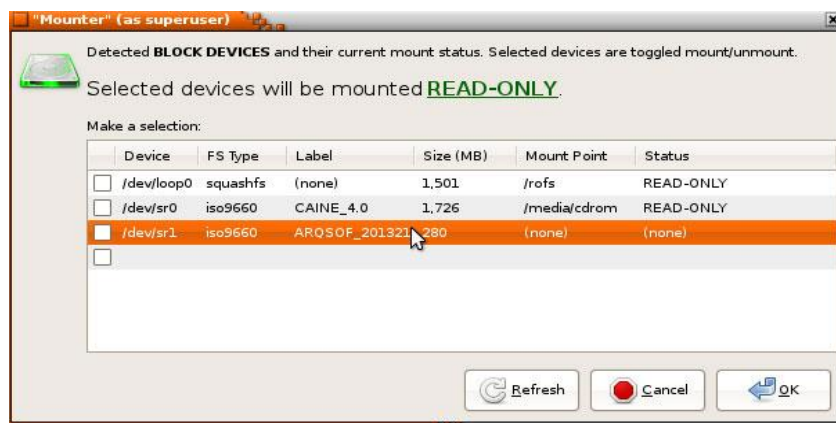 "Mounter" (as superuser)
Detected BLOCK DEVICES and their current mount status. Selected devices are toggled mount/unmount.
Selected devices will be mounted READ-ONLY.
Make a selection:
Device FS Type Label Size (MB) Mount Point Status
/dev/loop0 squashfs (none) 1,501 /rofs READ-ONLY
/dev/sr0 iso9660 CAINE_4.0 1,726 /media/cdrom READ-ONLY
/dev/sr1 iso9660 ARQSOF_201321 280 (none) (none)
Refresh Cancel OK